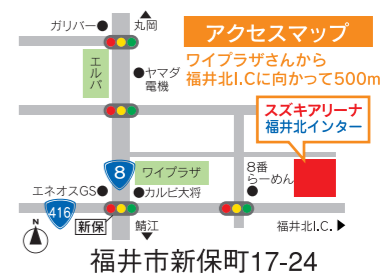 ガリバー
丸岡
アクセスマップ
ワイプラザさんから
福井北I.Cに向かって500m
エルパ
ヤマダ
電機
スズキアリーナ
福井北インター
8
ワイプラザ
8番
らーめん
エネオスGS
カルビ大将
416
新保
鯖江
福井北I.C.
N
福井市新保町17-24